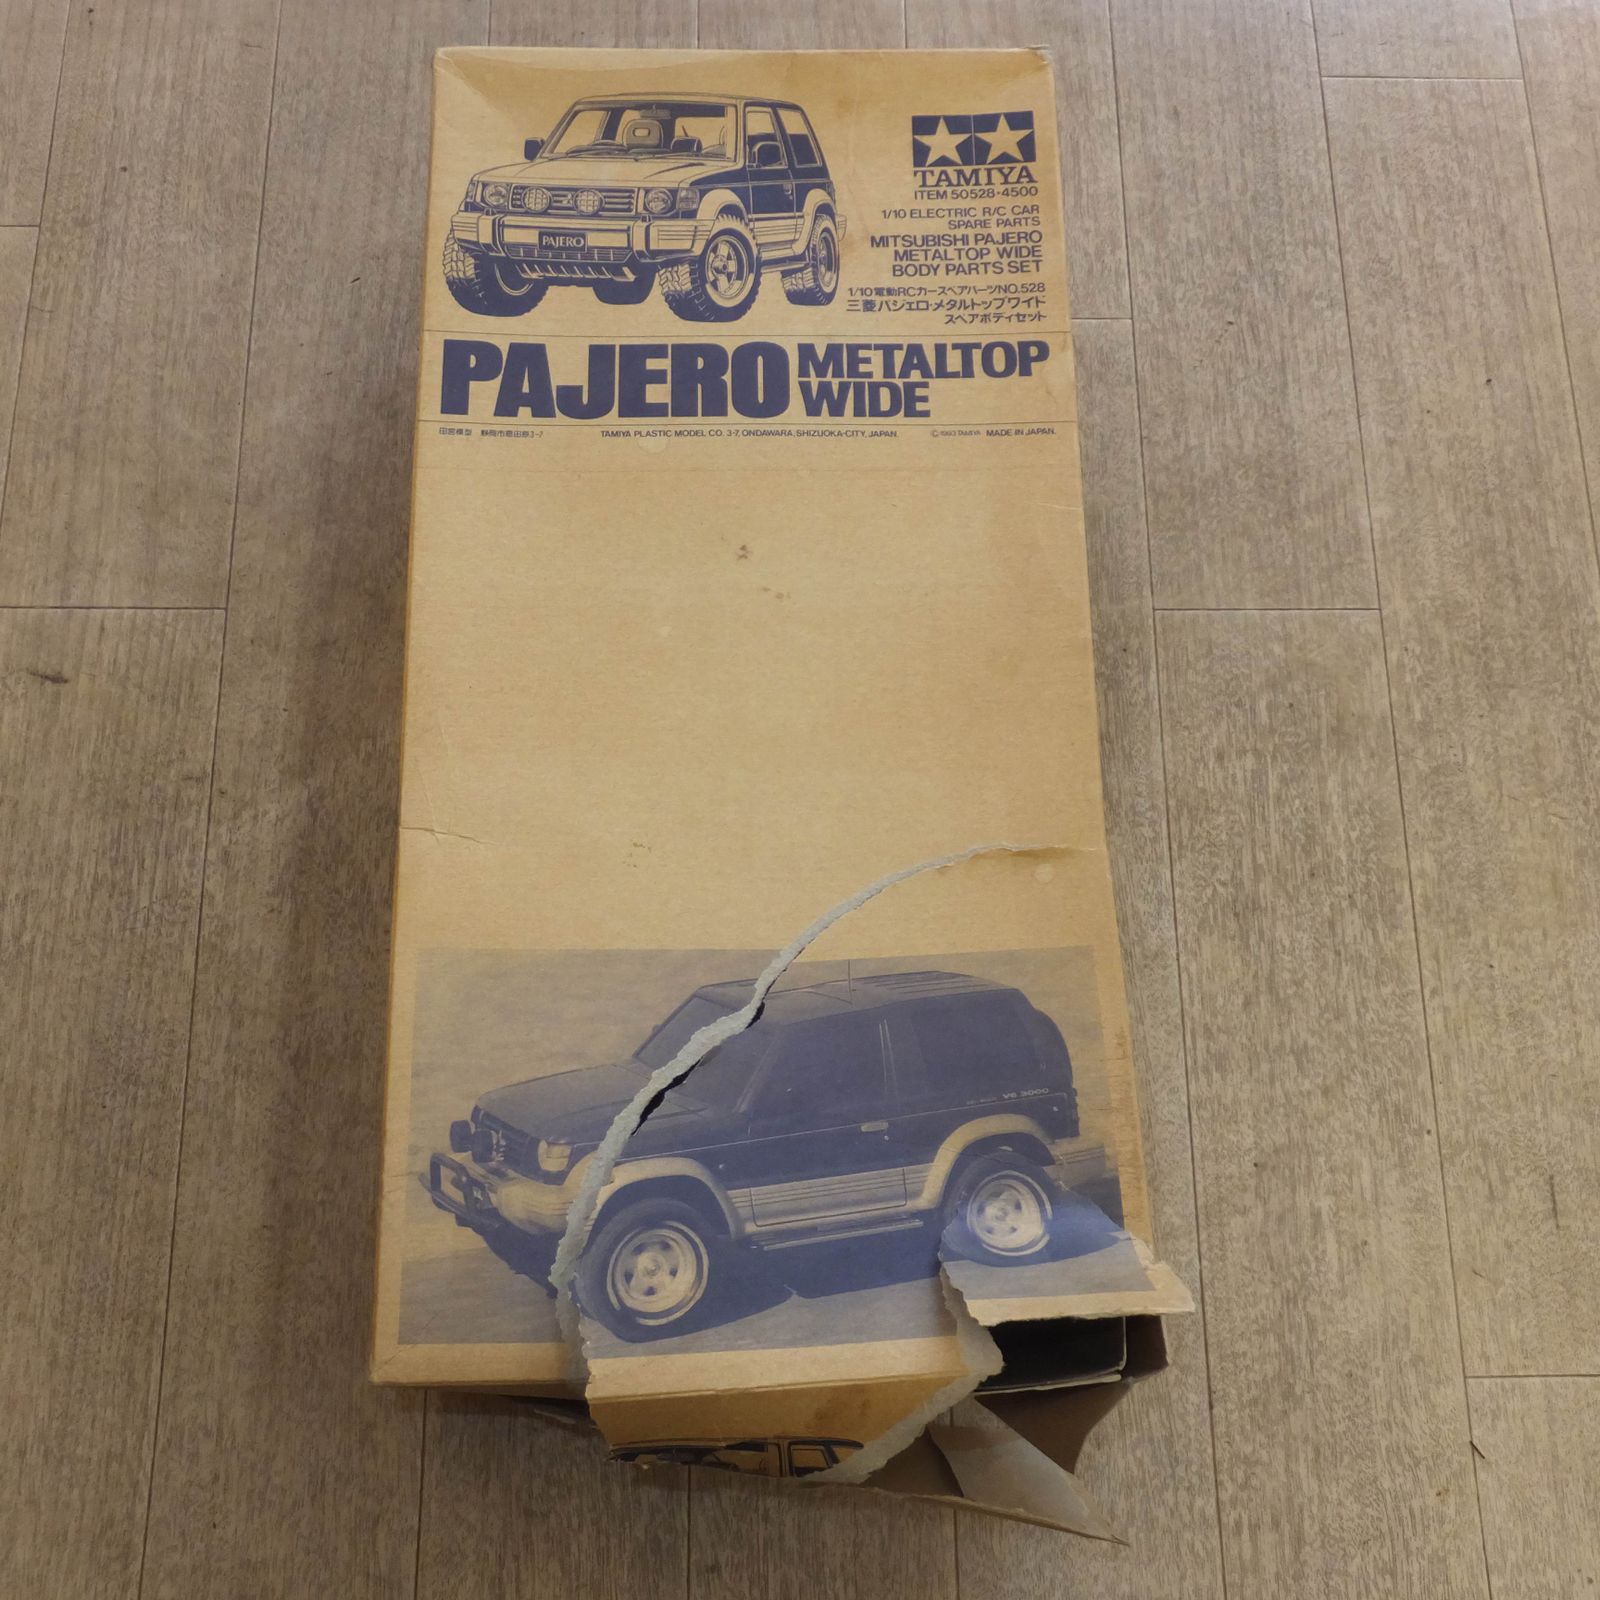 TAMIYA
ITEM 50528・4500
1/10 ELECTRIC R/C CAR
SPARE PARTS
MITSUBISHI PAJERO
METALTOP WIDE
BODY PARTS SET
1/10電動RCカースペアパーツNO.528
三菱パジェロ・メタルトップワイド
スペアボディセット
PAJERO
PAJERO METALTOP
WIDE
田宮模型 静岡市恩田原3-7 TAMIYA PLASTIC MODEL CO. 3-7, ONDAWARA, SHIZUOKA-CITY, JAPAN. ©1993 TAMIYA MADE IN JAPAN.
V6 3000